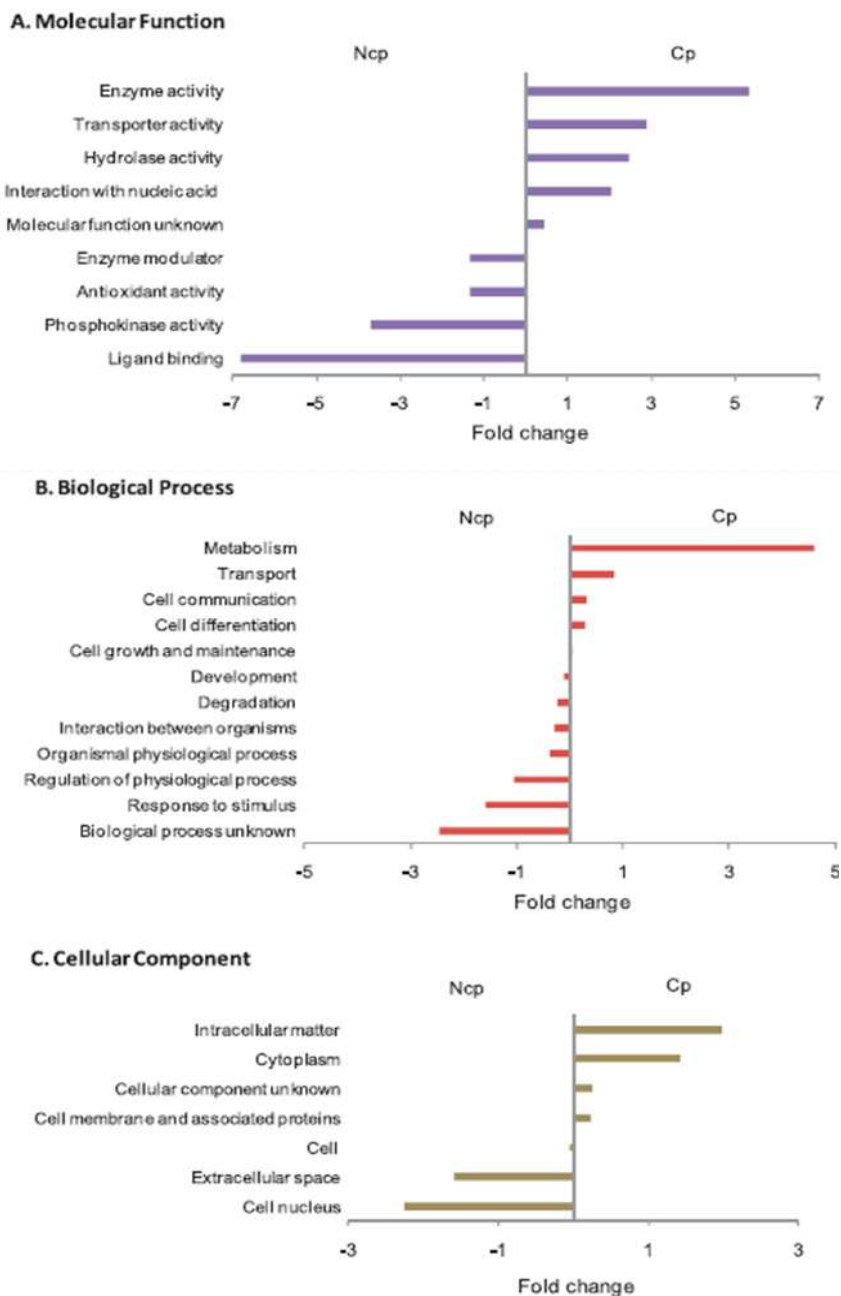 A. Molecular Function
Ncp Cp
Enzyme activity
Transporter activity
Hydrolase activity
Interaction with nucleic acid
Molecular function unknown
Enzyme modulator
Antioxidant activity
Phosphokinase activity
Ligand binding
-7 -5 -3 -1 1 3 5 7
Fold change
B. Biological Process
Ncp Cp
Metabolism
Transport
Cell communication
Cell differentiation
Cell growth and maintenance
Development
Degradation
Interaction between organisms
Organismal physiological process
Regulation of physiological process
Response to stimulus
Biological process unknown
-5 -3 -1 1 3 5
Fold change
C. Cellular Component
Ncp Cp
Intracellular matter
Cytoplasm
Cellular component unknown
Cell membrane and associated proteins
Cell
Extracellular space
Cell nucleus
-3 -1 1 3
Fold change